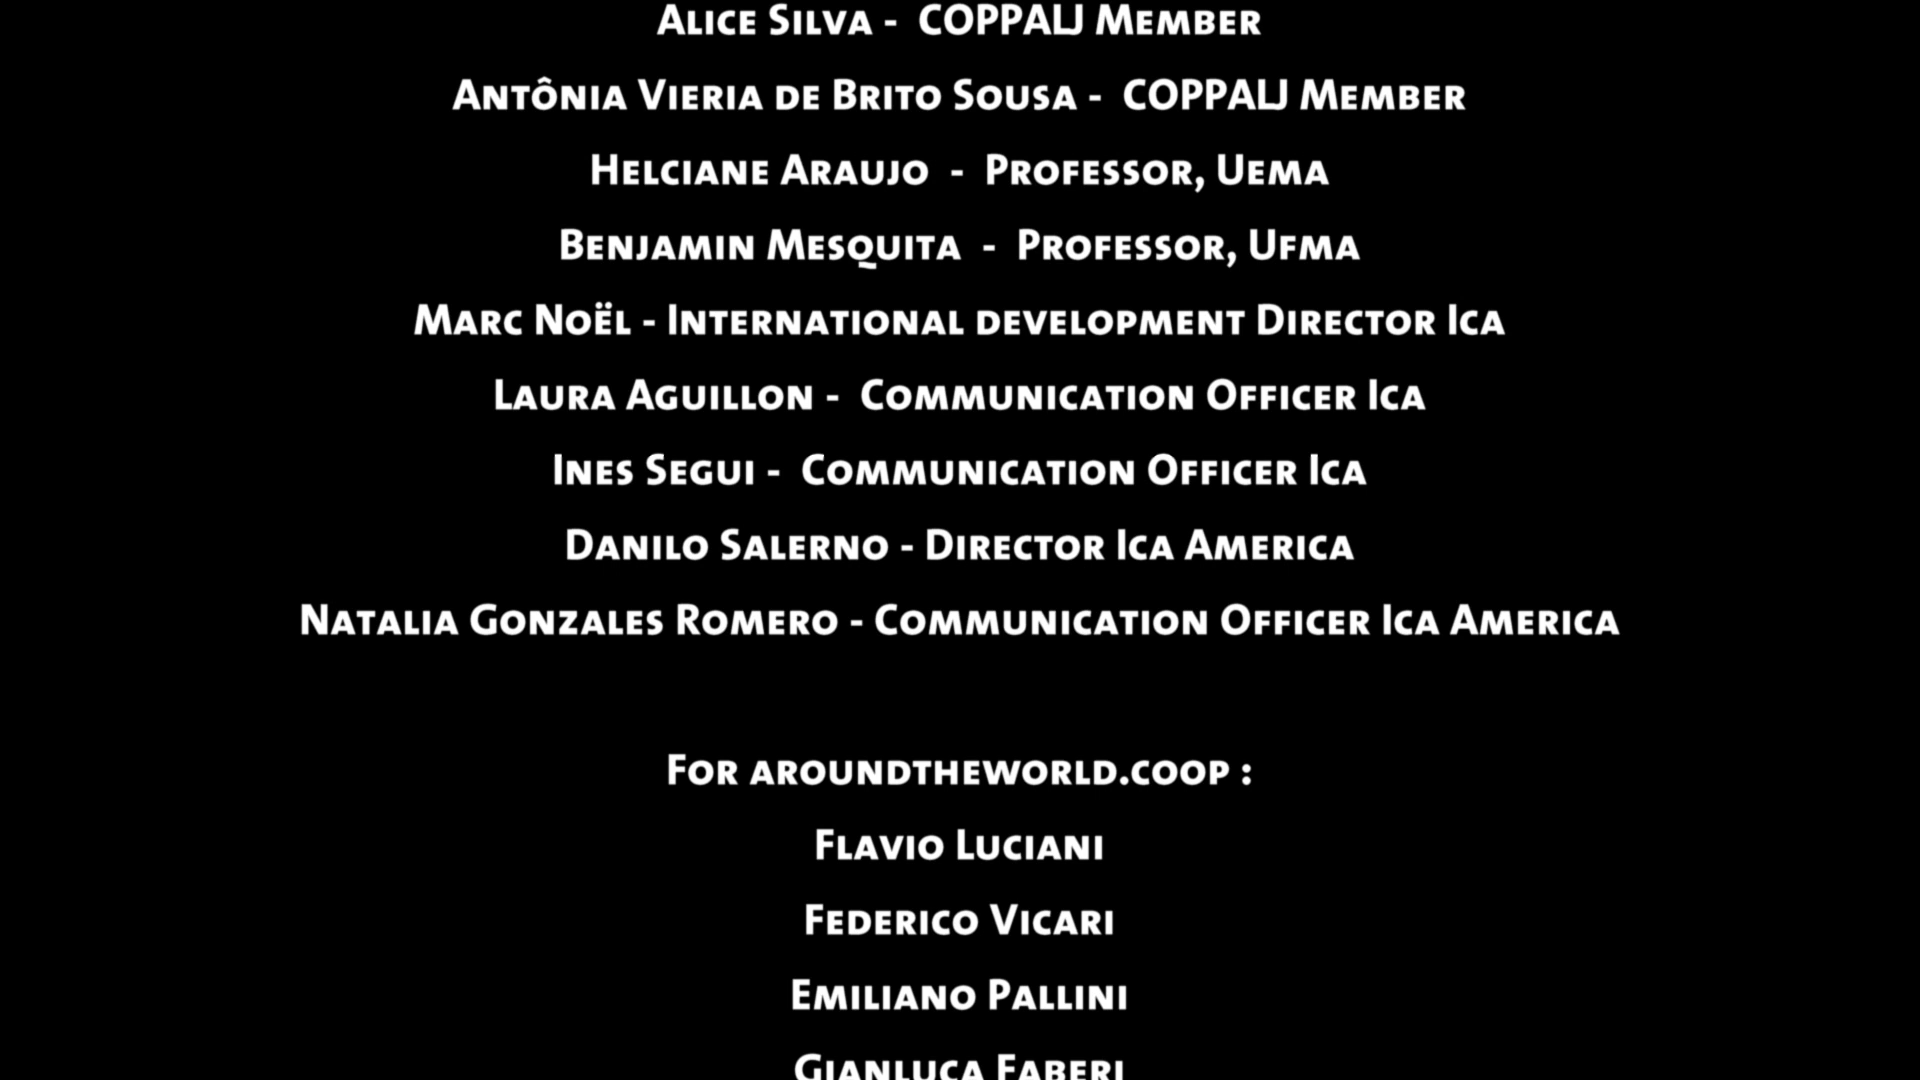 Alice Silva - COPPALJ Member
Antônia Vieria de Brito Sousa - COPPALJ Member
Helciane Araujo - Professor, Uema
Benjamin Mesquita - Professor, Ufma
Marc Noël - International development Director Ica
Laura Aguillon - Communication Officer Ica
Ines Segui - Communication Officer Ica
Danilo Salerno - Director Ica America
Natalia Gonzales Romero - Communication Officer Ica America
For aroundtheworld.coop :
Flavio Luciani
Federico Vicari
Emiliano Pallini
Gianluca Faberi